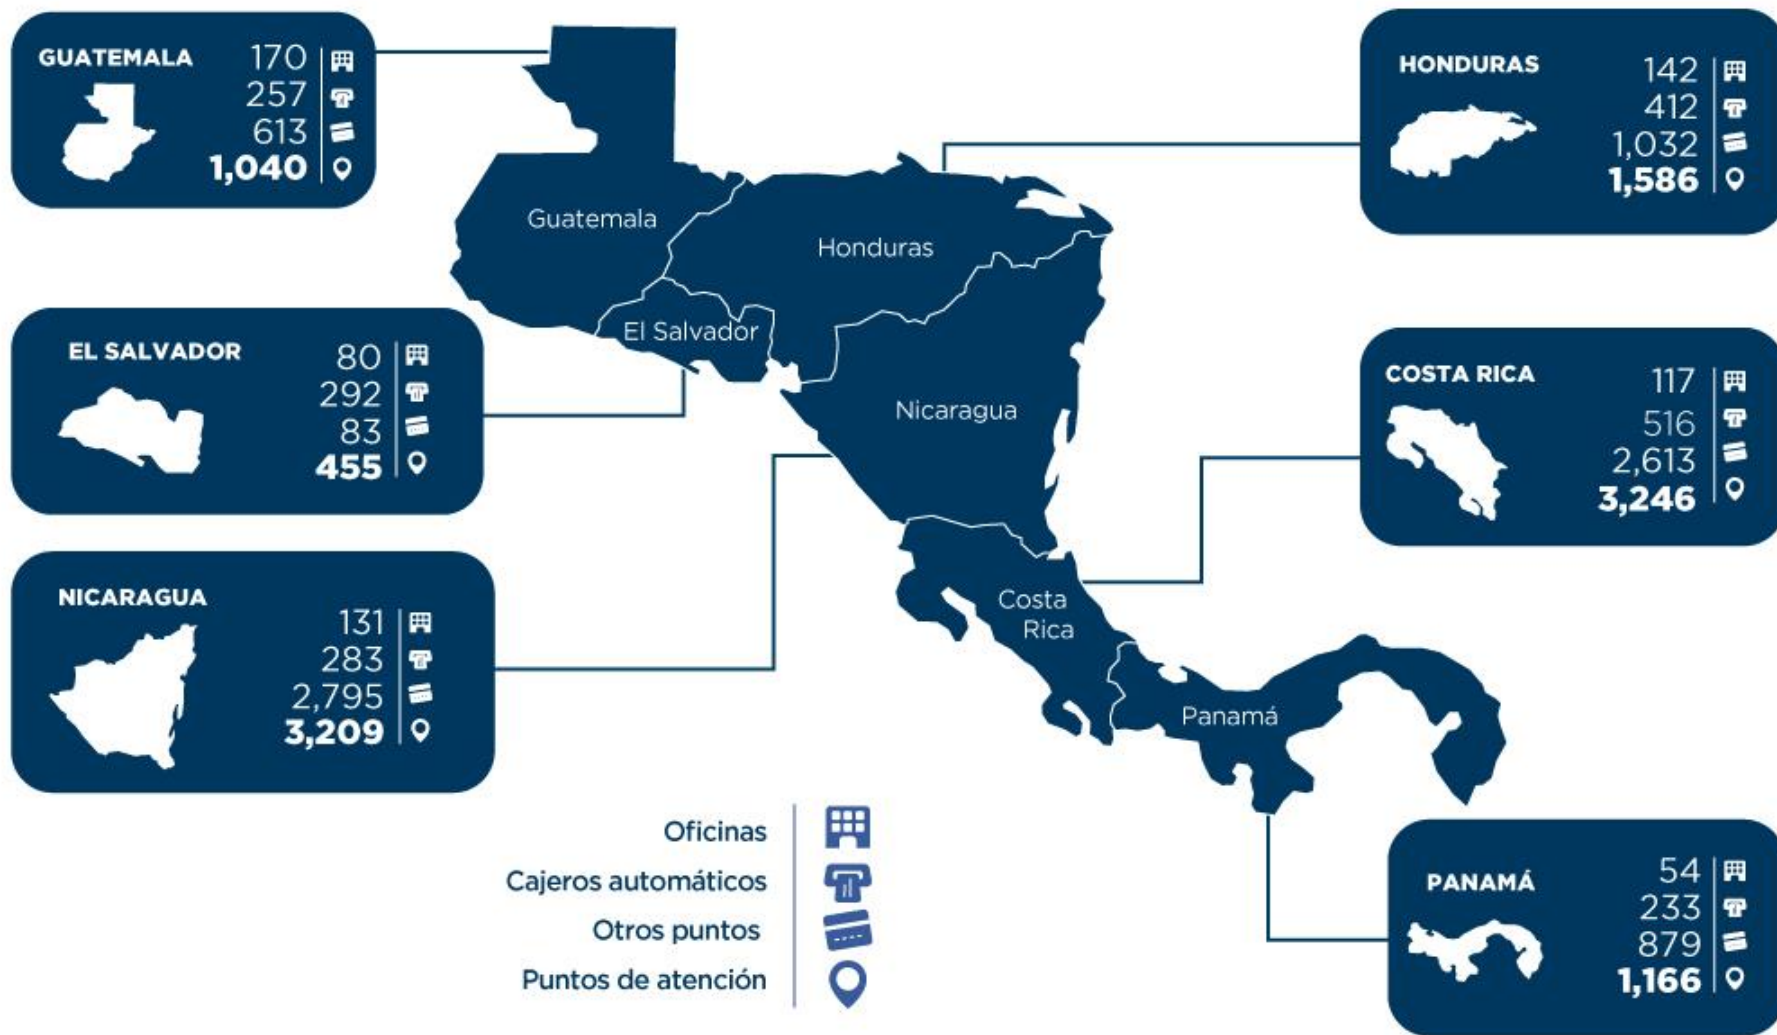 GUATEMALA
170
257
613
1,040
HONDURAS
142
412
1,032
1,586
Guatemala
Honduras
El Salvador
Nicaragua
Costa
Rica
Panamá
EL SALVADOR
80
292
83
455
COSTA RICA
117
516
2,613
3,246
NICARAGUA
131
283
2,795
3,209
Oficinas
Cajeros automáticos
Otros puntos
Puntos de atención
PANAMÁ
54
233
879
1,166